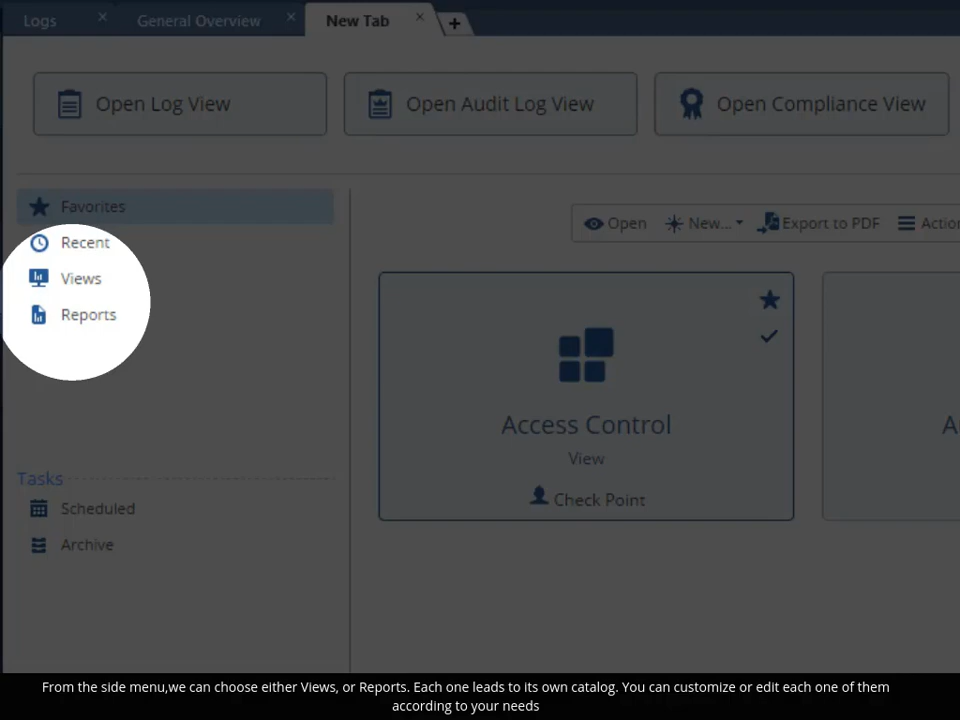 Logs
General Overview
New Tab
Open Log View
Open Audit Log View
Open Compliance View
Favorites
Recent
Views
Reports
Open
New...
Export to PDF
Access Control
View
Check Point
Tasks
Scheduled
Archive
From the side menu,we can choose either Views, or Reports. Each one leads to its own catalog. You can customize or edit each one of them
according to your needs